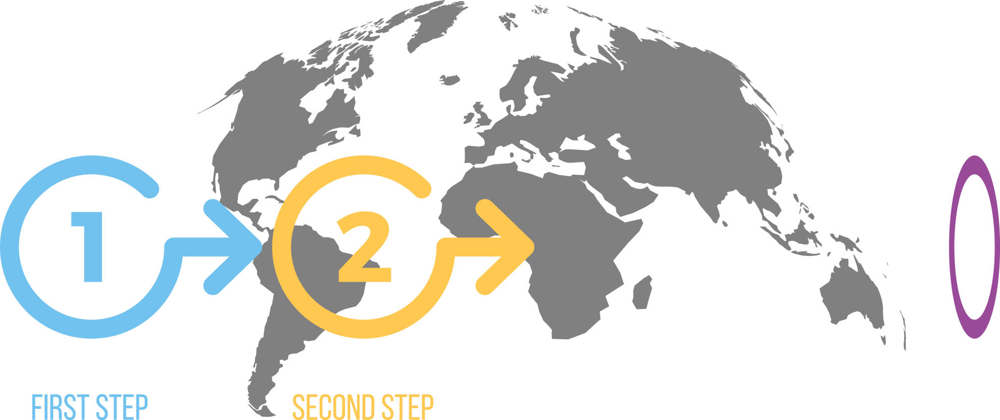 1
2
FIRST STEP
SECOND STEP